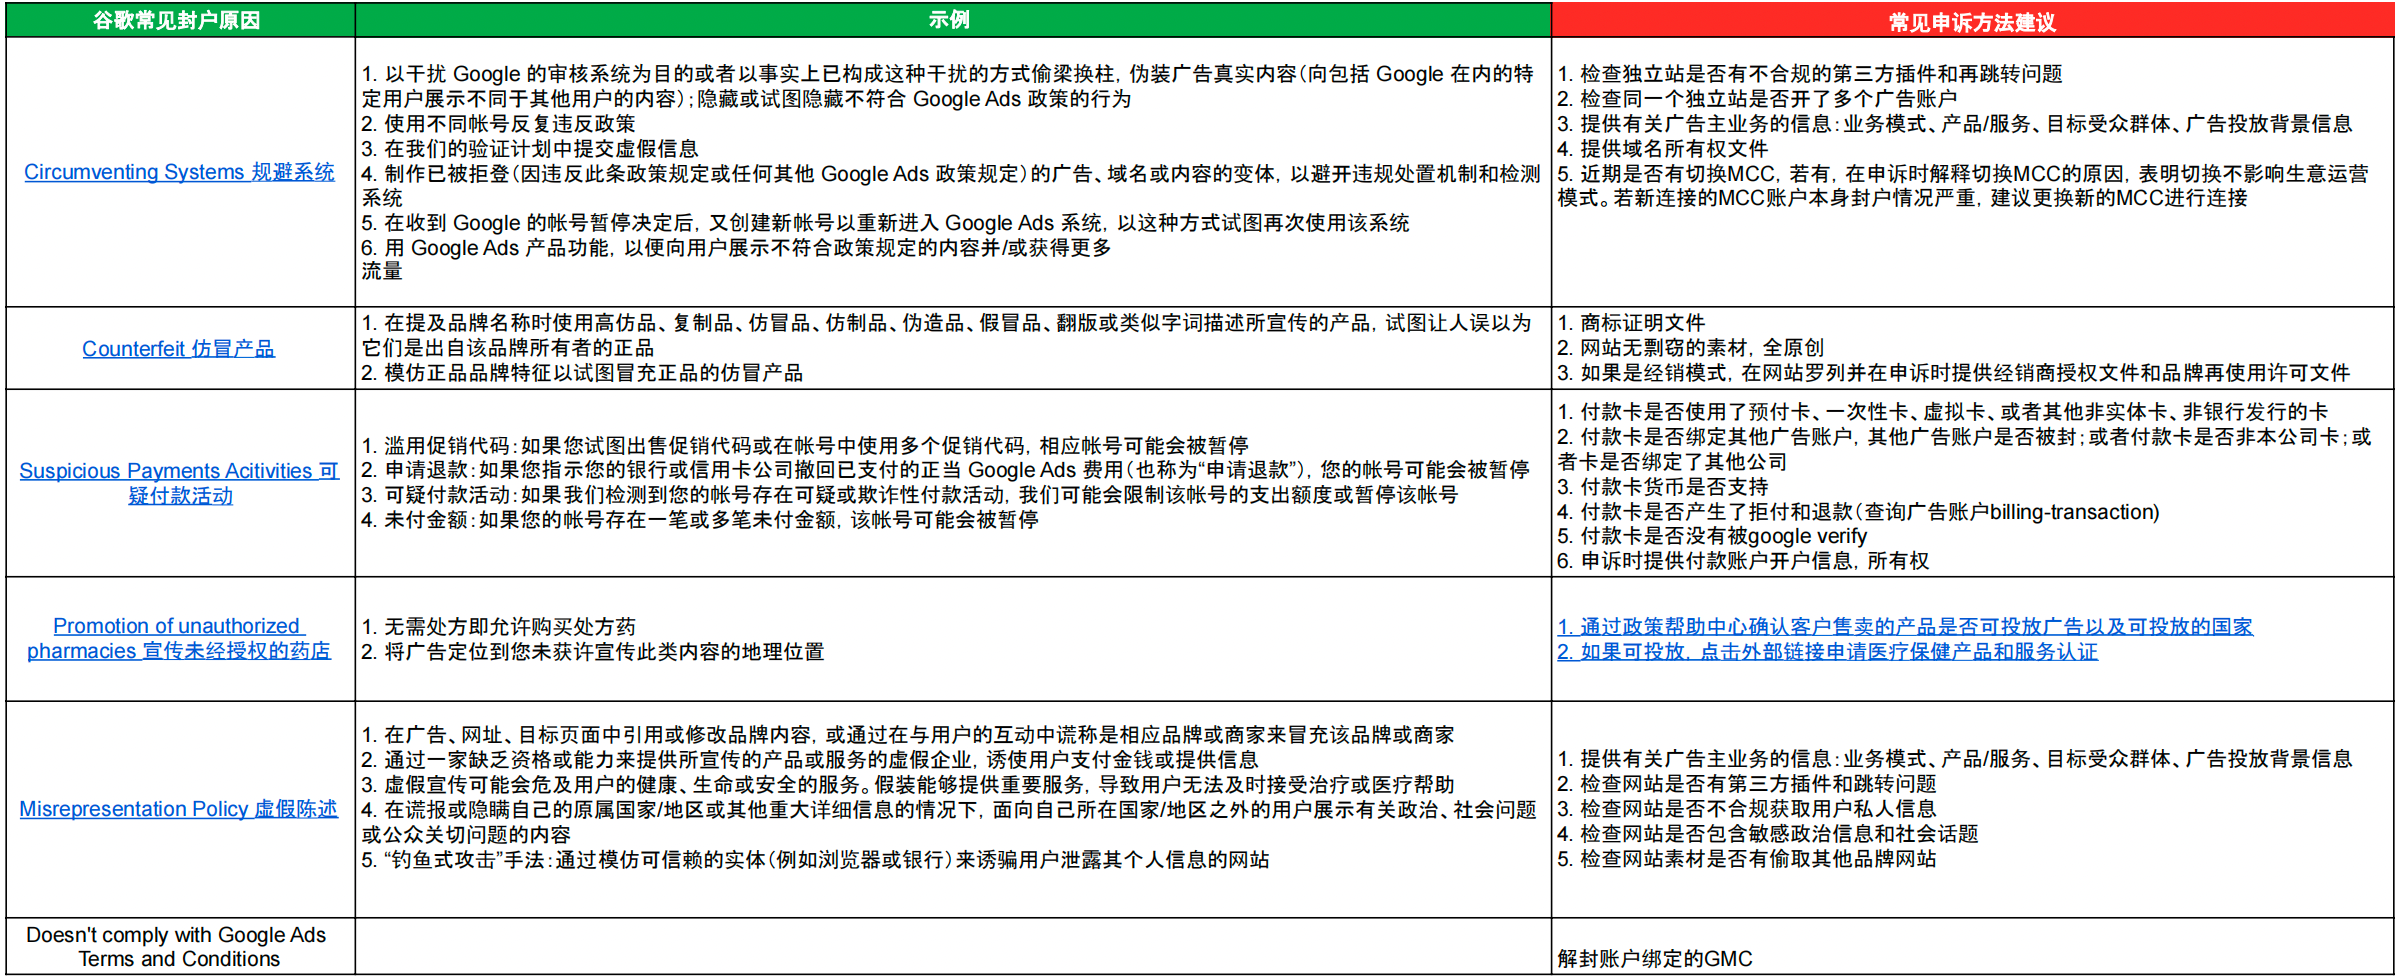 谷歌常见封户原因
示例
常见申诉方法建议
Circumventing Systems 规避系统
1. 以干扰 Google 的审核系统为目的或者以事实上已构成这种干扰的方式偷梁换柱，伪装广告真实内容（向包括 Google 在内的特
定用户展示不同于其他用户的内容）；隐藏或试图隐藏不符合 Google Ads 政策的行为
2. 使用不同帐号反复违反政策
3. 在我们的验证计划中提交虚假信息
4. 制作已被拒登（因违反此条政策规定或任何其他 Google Ads 政策规定）的广告、域名或内容的变体，以避开违规处置机制和检测
系统
5. 在收到 Google 的帐号暂停决定后，又创建新帐号以重新进入 Google Ads 系统，以这种方式试图再次使用该系统
6. 用 Google Ads 产品功能，以便向用户展示不符合政策规定的内容并/或获得更多
流量
1. 检查独立站是否有不合规的第三方插件和再跳转问题
2. 检查同一个独立站是否开了多个广告账户
3. 提供有关广告主业务的信息：业务模式、产品/服务、目标受众群体、广告投放背景信息
4. 提供域名所有权文件
5. 近期是否有切换MCC，若有，在申诉时解释切换MCC的原因，表明切换不影响生意运营
模式。若新连接的MCC账户本身封户情况严重，建议更换新的MCC进行连接
Counterfeit 仿冒产品
1. 在提及品牌名称时使用高仿品、复制品、仿冒品、仿制品、伪造品、假冒品、翻版或类似字词描述所宣传的产品，试图让人误以为
它们是出自该品牌所有者的正品
2. 模仿正品品牌特征以试图冒充正品的仿冒产品
1. 商标证明文件
2. 网站无剽窃的素材，全原创
3. 如果是经销模式，在网站罗列并在申诉时提供经销商授权文件和品牌再使用许可文件
Suspicious Payments Acitivities 可
疑付款活动
1. 滥用促销代码：如果您试图出售促销代码或在帐号中使用多个促销代码，相应帐号可能会被暂停
2. 申请退款：如果您指示您的银行或信用卡公司撤回已支付的正当 Google Ads 费用（也称为“申请退款”），您的帐号可能会被暂停
3. 可疑付款活动：如果我们检测到您的帐号存在可疑或欺诈性付款活动，我们可能会限制该帐号的支出额度或暂停该帐号
4. 未付金额：如果您的帐号存在一笔或多笔未付金额，该帐号可能会被暂停
1. 付款卡是否使用了预付卡、一次性卡、虚拟卡、或者其他非实体卡、非银行发行的卡
2. 付款卡是否绑定其他广告账户，其他广告账户是否被封；或者付款卡是否非本公司卡；或
者卡是否绑定了其他公司
3. 付款卡货币是否支持
4. 付款卡是否产生了拒付和退款（查询广告账户billing-transaction)
5. 付款卡是否没有被google verify
6. 申诉时提供付款账户开户信息，所有权
Promotion of unauthorized
pharmacies 宣传未经授权的药店
1. 无需处方即允许购买处方药
2. 将广告定位到您未获许宣传此类内容的地理位置
1. 通过政策帮助中心确认客户售卖的产品是否可投放广告以及可投放的国家
2. 如果可投放，点击外部链接申请医疗保健产品和服务认证
Misrepresentation Policy 虚假陈述
1. 在广告、网址、目标页面中引用或修改品牌内容，或通过在与用户的互动中谎称是相应品牌或商家来冒充该品牌或商家
2. 通过一家缺乏资格或能力来提供所宣传的产品或服务的虚假企业，诱使用户支付金钱或提供信息
3. 虚假宣传可能会危及用户的健康、生命或安全的服务。假装能够提供重要服务，导致用户无法及时接受治疗或医疗帮助
4. 在谎报或隐瞒自己的原属国家/地区或其他重大详细信息的情况下，面向自己所在国家/地区之外的用户展示有关政治、社会问题
或公众关切问题的内容
5. “钓鱼式攻击”手法：通过模仿可信赖的实体（例如浏览器或银行）来诱骗用户泄露其个人信息的网站
1. 提供有关广告主业务的信息：业务模式、产品/服务、目标受众群体、广告投放背景信息
2. 检查网站是否有第三方插件和跳转问题
3. 检查网站是否不合规获取用户私人信息
4. 检查网站是否包含敏感政治信息和社会话题
5. 检查网站素材是否有偷取其他品牌网站
Doesn't comply with Google Ads
Terms and Conditions
解封账户绑定的GMC